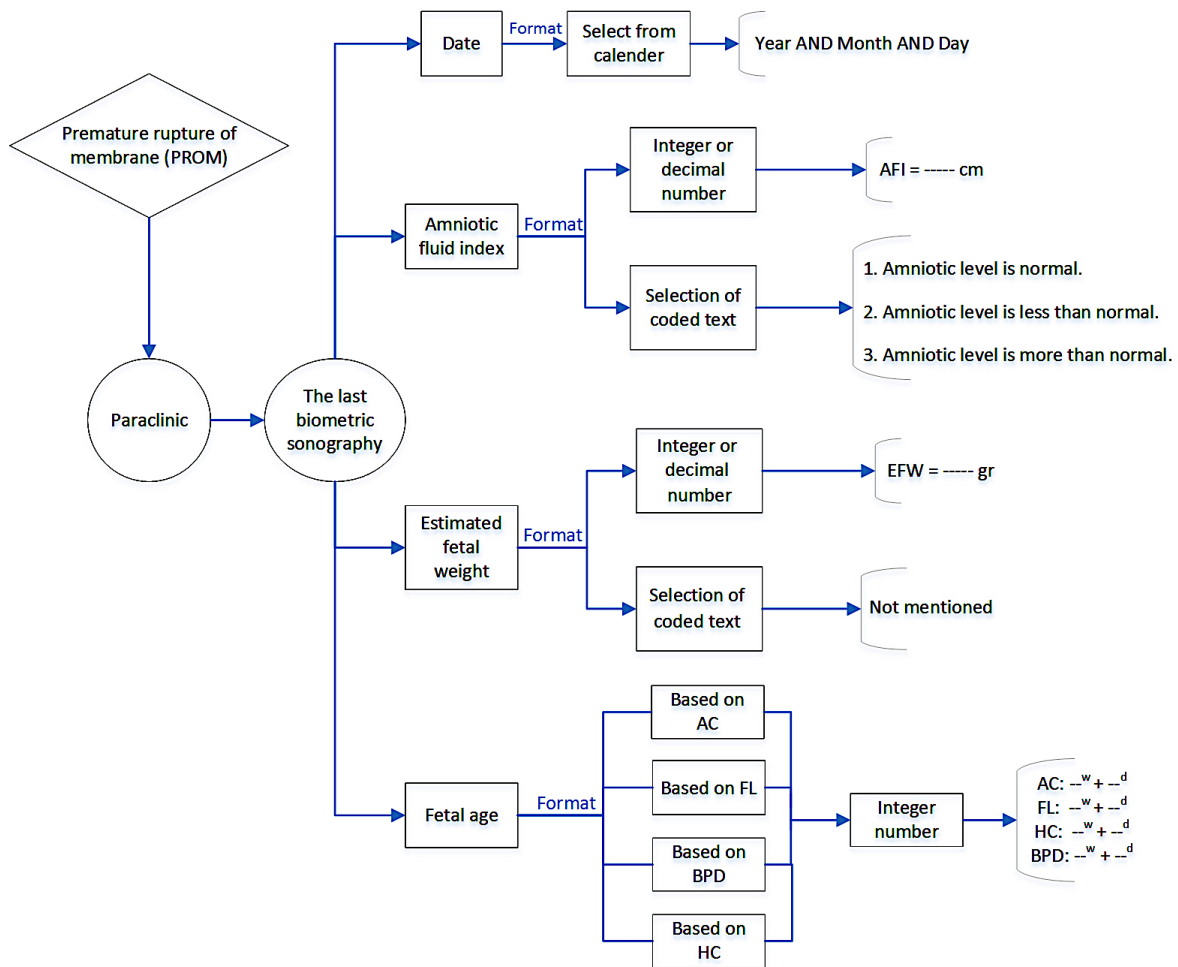 Premature rupture of
membrane (PROM)
Paraclinic
The last
biometric
sonography
Date
Format
Select from
calender
Year AND Month AND Day
Amniotic
fluid index
Format
Integer or
decimal
number
AFI = ----- cm
Selection of
coded text
1. Amniotic level is normal.
2. Amniotic level is less than normal.
3. Amniotic level is more than normal.
Estimated
fetal
weight
Format
Integer or
decimal
number
EFW = ----- gr
Selection of
coded text
Not mentioned
Fetal age
Format
Based on
AC
Based on FL
Based on
BPD
Based on
HC
Integer
number
AC: --w + --d
FL: --w + --d
HC: --w + --d
BPD: --w + --d